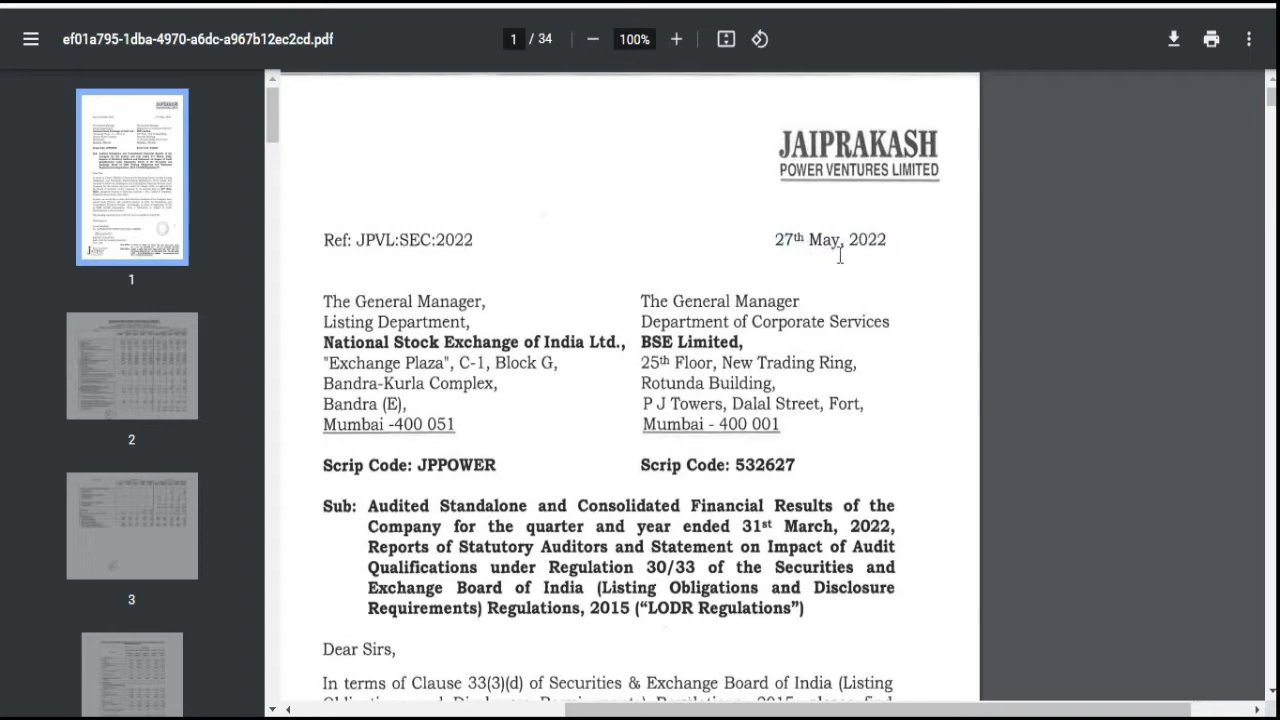 ef01a795-1dba-4970-a6dc-a967b12ec2cd.pdf
1 / 34
100%
JAIPRAKASH
POWER VENTURES LIMITED
Ref: JPVL:SEC:2022
27th May, 2022
The General Manager,
Listing Department,
National Stock Exchange of India Ltd.,
"Exchange Plaza", C-1, Block G,
Bandra-Kurla Complex,
Bandra (E),
Mumbai -400 051
The General Manager
Department of Corporate Services
BSE Limited,
25th Floor, New Trading Ring,
Rotunda Building,
P J Towers, Dalal Street, Fort,
Mumbai - 400 001
Scrip Code: JPPOWER
Scrip Code: 532627
Sub: Audited Standalone and Consolidated Financial Results of the
Company for the quarter and year ended 31st March, 2022,
Reports of Statutory Auditors and Statement on Impact of Audit
Qualifications under Regulation 30/33 of the Securities and
Exchange Board of India (Listing Obligations and Disclosure
Requirements) Regulations, 2015 (“LODR Regulations”)
Dear Sirs,
In terms of Clause 33(3)(d) of Securities & Exchange Board of India (Listing
1
2
3